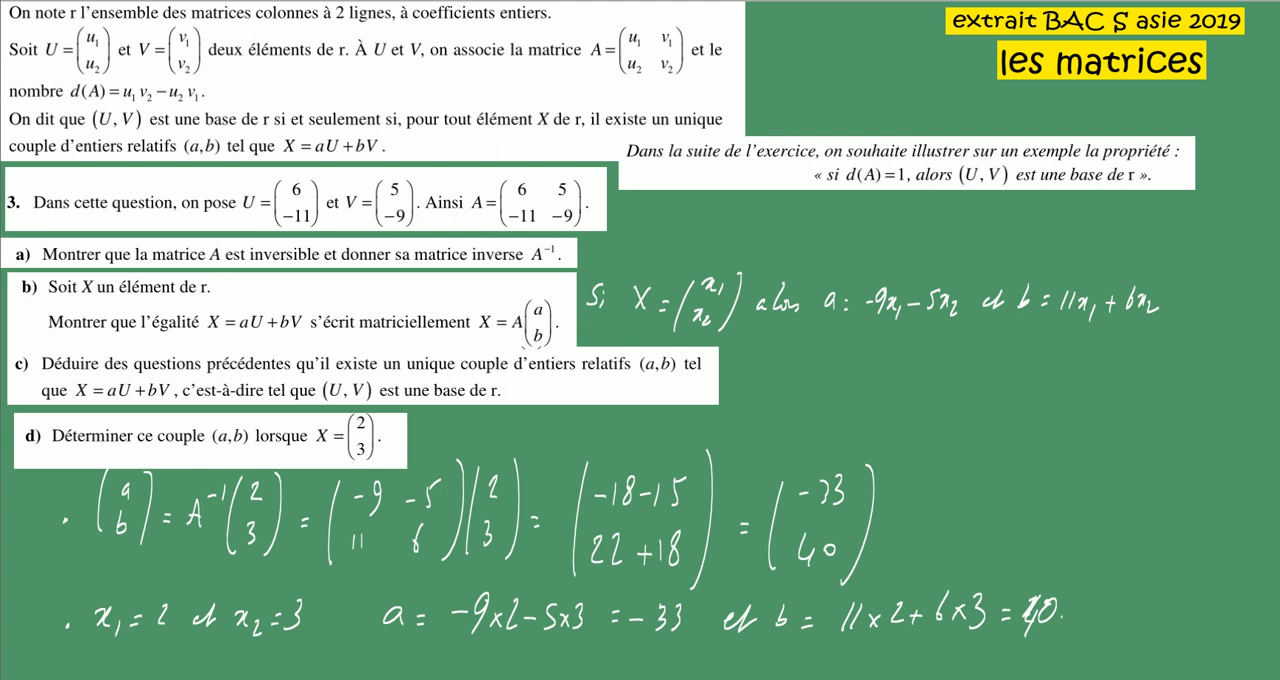 On note r l'ensemble des matrices colonnes à 2 lignes, à coefficients entiers.
Soit U = (u₁ u₂) et V = (v₁ v₂) deux éléments de r. À U et V, on associe la matrice A = (u₁ v₁ u₂ v₂) et le
nombre d(A) = u₁ v₂ − u₂ v₁.
On dit que (U, V) est une base de r si et seulement si, pour tout élément X de r, il existe un unique
couple d'entiers relatifs (a,b) tel que X = aU + bV.
extrait BAC S asie 2019
les matrices
Dans la suite de l'exercice, on souhaite illustrer sur un exemple la propriété :
« si d(A) = 1, alors (U, V) est une base de r ».
3. Dans cette question, on pose U = (6 −11) et V = (5 −9). Ainsi A = (6 5 −11 −9).
a) Montrer que la matrice A est inversible et donner sa matrice inverse A⁻¹.
b) Soit X un élément de r.
Montrer que l'égalité X = aU + bV s'écrit matriciellement X = A(a b).
Si X = (x₁ x₂) alors a = -9x₁ - 5x₂ et b = 11x₁ + 6x₂
c) Déduire des questions précédentes qu'il existe un unique couple d'entiers relatifs (a,b) tel
que X = aU + bV, c'est-à-dire tel que (U, V) est une base de r.
d) Déterminer ce couple (a,b) lorsque X = (2 3).
. (a b) = A⁻¹ (2 3) = (-9 -5 11 6) (2 3) = (-18-15 22+18) = (-33 40)
. x₁ = 2 et x₂ = 3 a = -9×2 - 5×3 = -33 et b = 11×2 + 6×3 = 40.